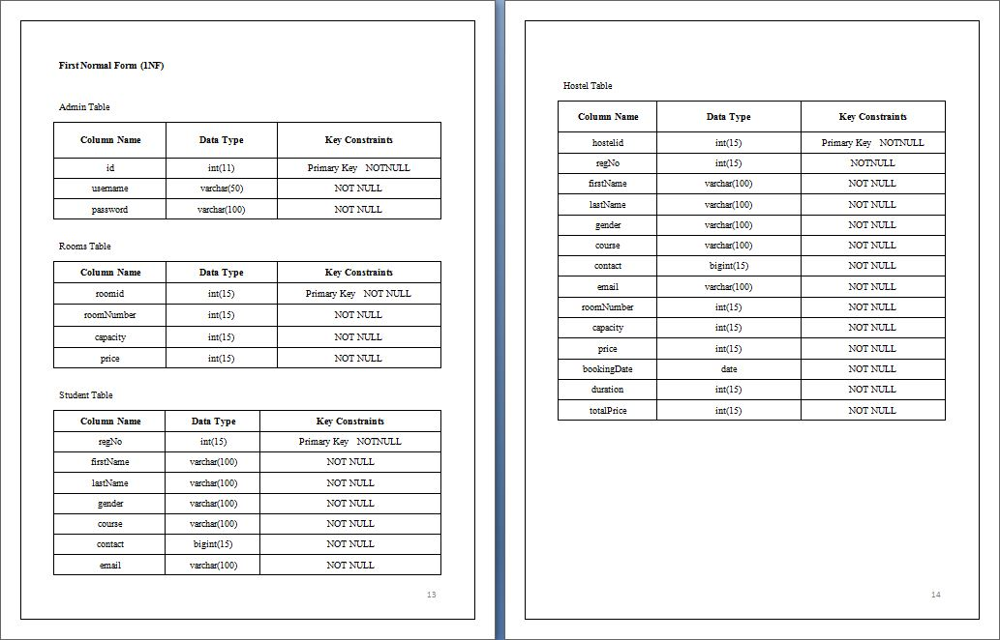 First Normal Form (1NF)
Admin Table
Column Name Data Type Key Constraints
id int(11) Primary Key NOTNULL
username varchar(50) NOT NULL
password varchar(100) NOT NULL
Rooms Table
Column Name Data Type Key Constraints
roomid int(15) Primary Key NOT NULL
roomNumber int(15) NOT NULL
capacity int(15) NOT NULL
price int(15) NOT NULL
Student Table
Column Name Data Type Key Constraints
regNo int(15) Primary Key NOTNULL
firstName varchar(100) NOT NULL
lastName varchar(100) NOT NULL
gender varchar(100) NOT NULL
course varchar(100) NOT NULL
contact bigint(15) NOT NULL
email varchar(100) NOT NULL
13
Hostel Table
Column Name Data Type Key Constraints
hostelid int(15) Primary Key NOTNULL
regNo int(15) NOTNULL
firstName varchar(100) NOT NULL
lastName varchar(100) NOT NULL
gender varchar(100) NOT NULL
course varchar(100) NOT NULL
contact bigint(15) NOT NULL
email varchar(100) NOT NULL
roomNumber int(15) NOT NULL
capacity int(15) NOT NULL
price int(15) NOT NULL
bookingDate date NOT NULL
duration int(15) NOT NULL
totalPrice int(15) NOT NULL
14